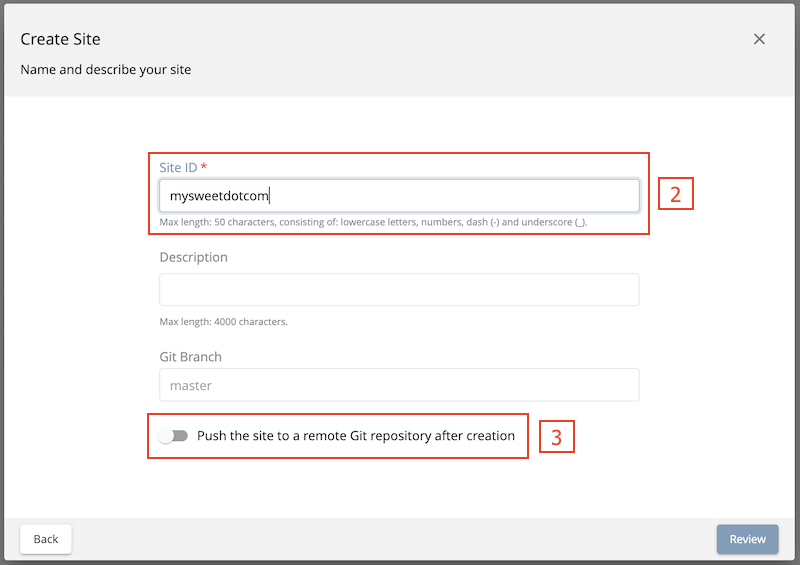 Create Site
Name and describe your site
Site ID *
mysweetdotcom
2
Max length: 50 characters, consisting of: lowercase letters, numbers, dash (-) and underscore (_).
Description
Max length: 4000 characters.
Git Branch
master
Push the site to a remote Git repository after creation
3
Back
Review